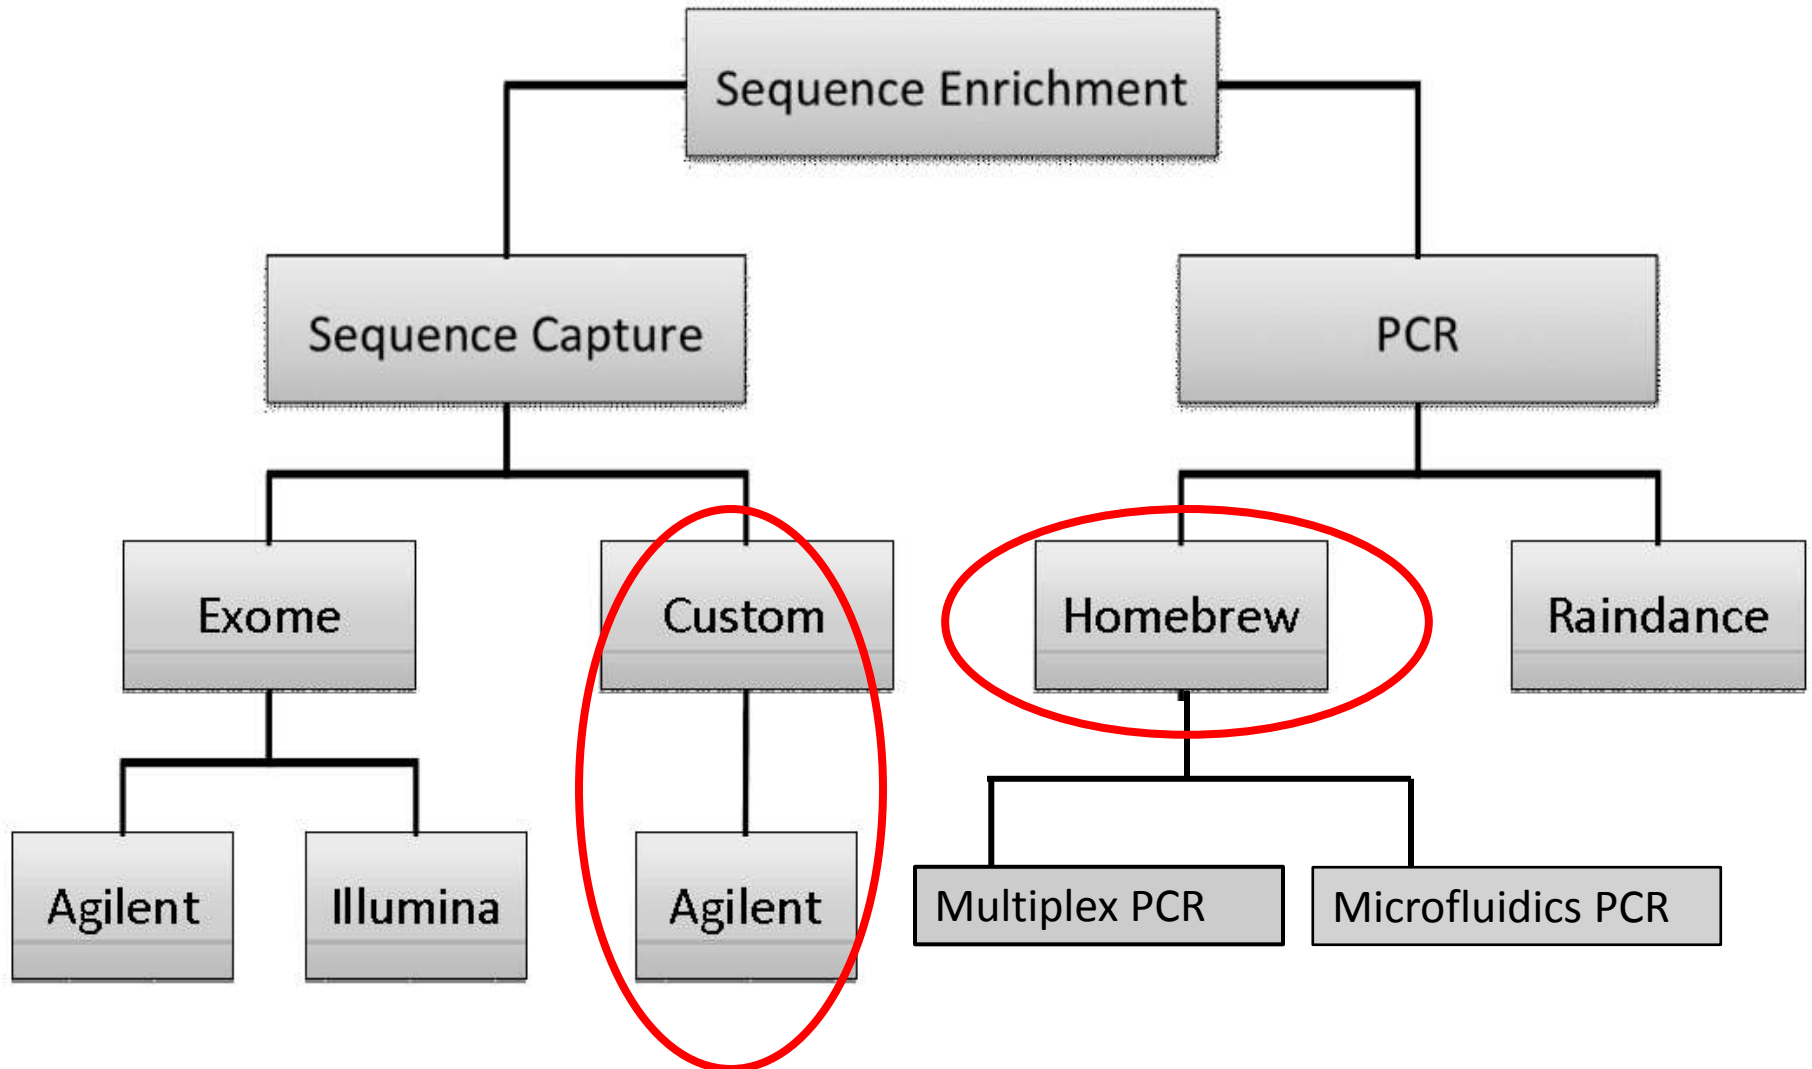 Sequence Enrichment
Sequence Capture
PCR
Exome
Custom
Homebrew
Raindance
Agilent
Illumina
Agilent
Multiplex PCR
Microfluidics PCR